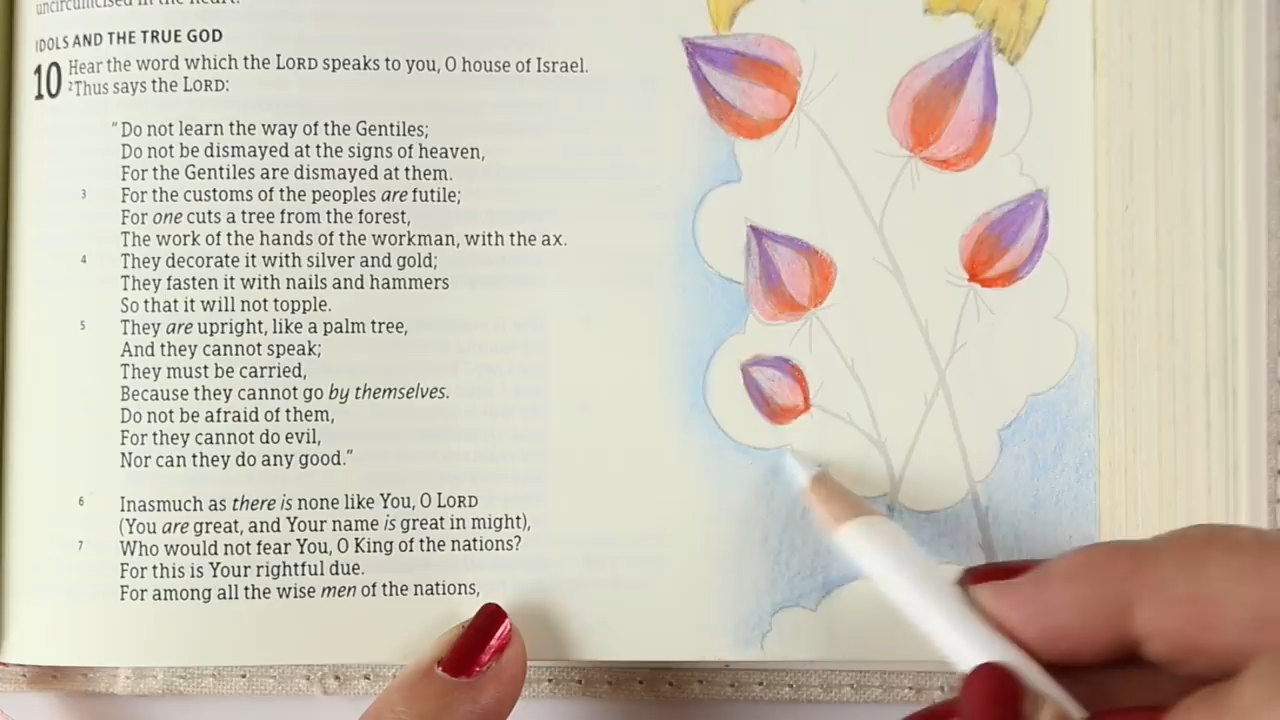 uncircumcised in the heart."
IDOLS AND THE TRUE GOD
10 Hear the word which the LORD speaks to you, O house of Israel.
2Thus says the LORD:
"Do not learn the way of the Gentiles;
Do not be dismayed at the signs of heaven,
For the Gentiles are dismayed at them.
3 For the customs of the peoples are futile;
For one cuts a tree from the forest,
The work of the hands of the workman, with the ax.
4 They decorate it with silver and gold;
They fasten it with nails and hammers
So that it will not topple.
5 They are upright, like a palm tree,
And they cannot speak;
They must be carried,
Because they cannot go by themselves.
Do not be afraid of them,
For they cannot do evil,
Nor can they do any good."
6 Inasmuch as there is none like You, O LORD
(You are great, and Your name is great in might),
7 Who would not fear You, O King of the nations?
For this is Your rightful due.
For among all the wise men of the nations,